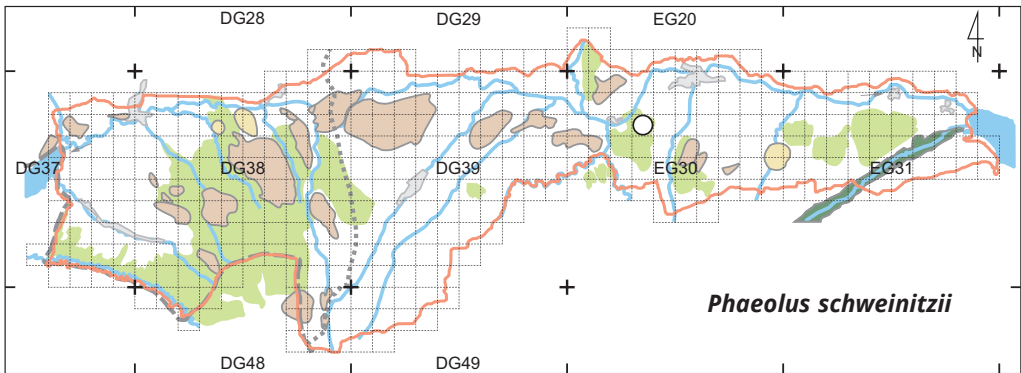 DG28 DG29 EG20
N
DG37 DG38 DG39 EG30 EG31
Phaeolus schweinitzii
DG48 DG49